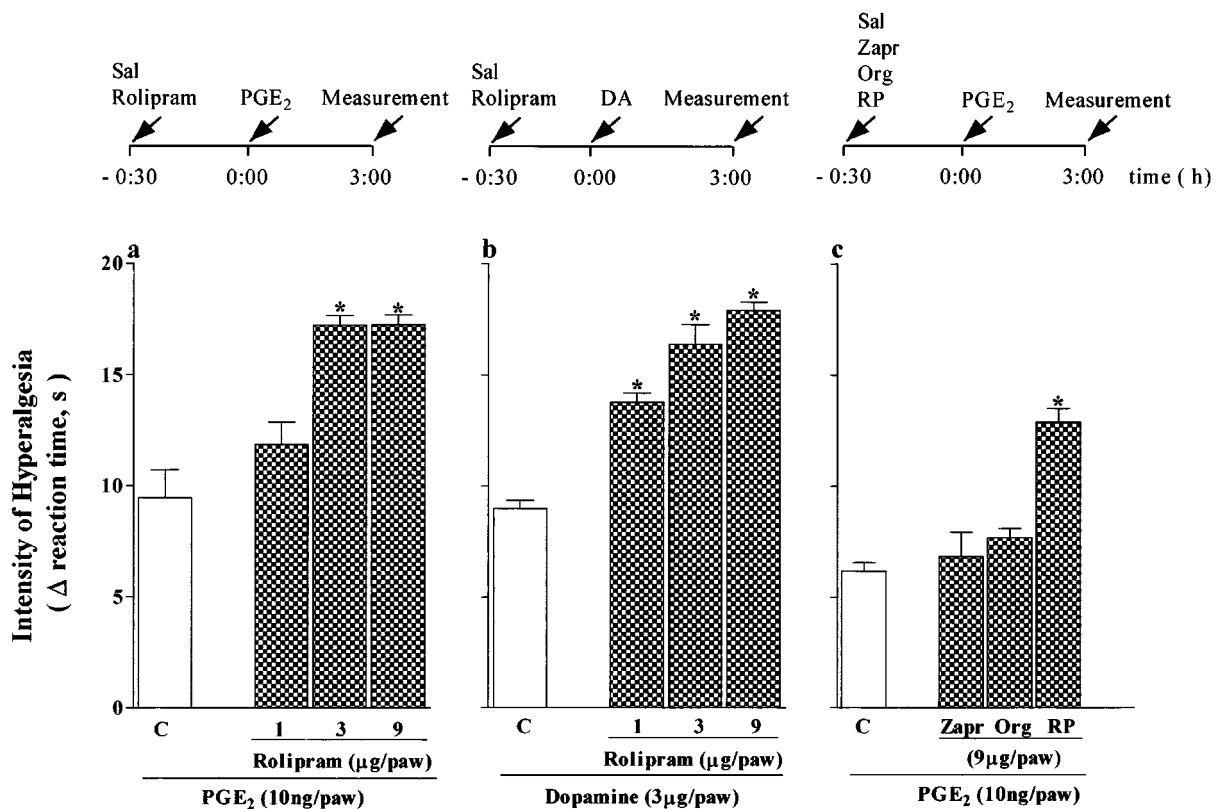 Sal
Rolipram PGE₂ Measurement
- 0:30 0:00 3:00
Sal
Rolipram DA Measurement
- 0:30 0:00 3:00
Sal
Zapr
Org
RP PGE₂ Measurement
- 0:30 0:00 3:00 time ( h)
Intensity of Hyperalgesia
( Δ reaction time, s )
a
20
15
10
5
0
* *
C 1 3 9
Rolipram (μg/paw)
PGE₂ (10ng/paw)
b
* * *
C 1 3 9
Rolipram (μg/paw)
Dopamine (3μg/paw)
c
*
C Zapr Org RP
(9μg/paw)
PGE₂ (10ng/paw)